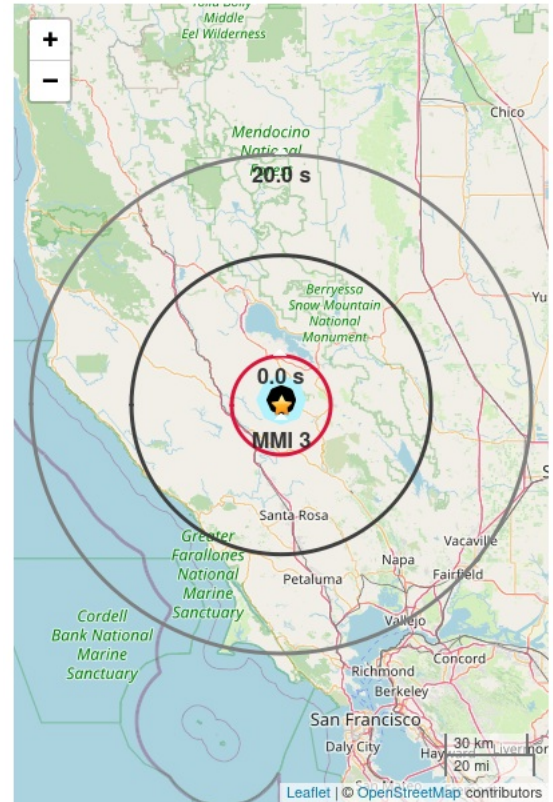 Middle
Eel Wilderness
+
−
Chico
Mendocino
National
20.0 s
Berryessa
Snow Mountain
National
Monument
Yu
0.0 s
MMI 3
Santa Rosa
Greater
Farallones
National
Marine
Sanctuary
Vacaville
Napa
Fairfield
Petaluma
Vallejo
Cordell
Bank National
Marine
Sanctuary
Concord
Richmond
Berkeley
San Francisco
Daly City
30 km
20 mi
Leaflet | © OpenStreetMap contributors